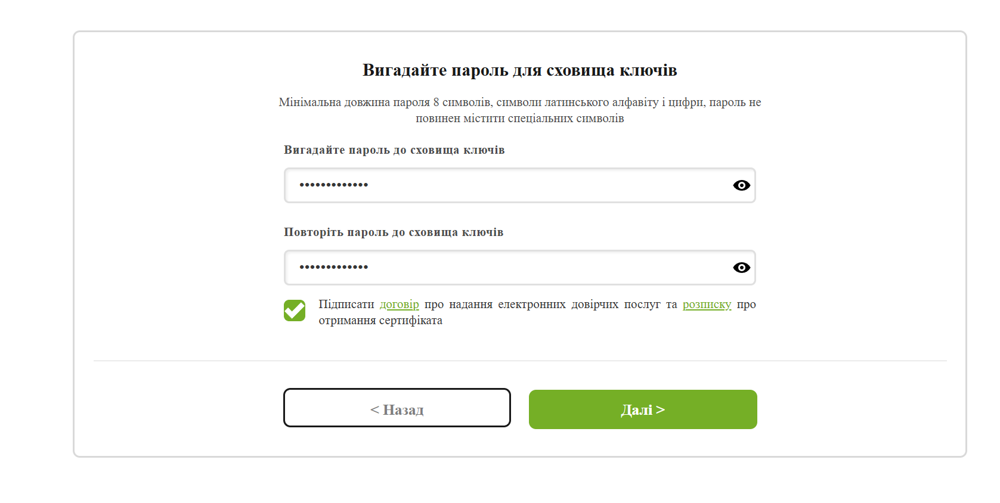 Вигадайте пароль для сховища ключів
Мінімальна довжина пароля 8 символів, символи латинського алфавіту і цифри, пароль не
повинен містити спеціальних символів
Вигадайте пароль до сховища ключів
•••••••••••••
Повторіть пароль до сховища ключів
•••••••••••••
Підписати договір про надання електронних довірчих послуг та розписку про
отримання сертифіката
< Назад
Далі >